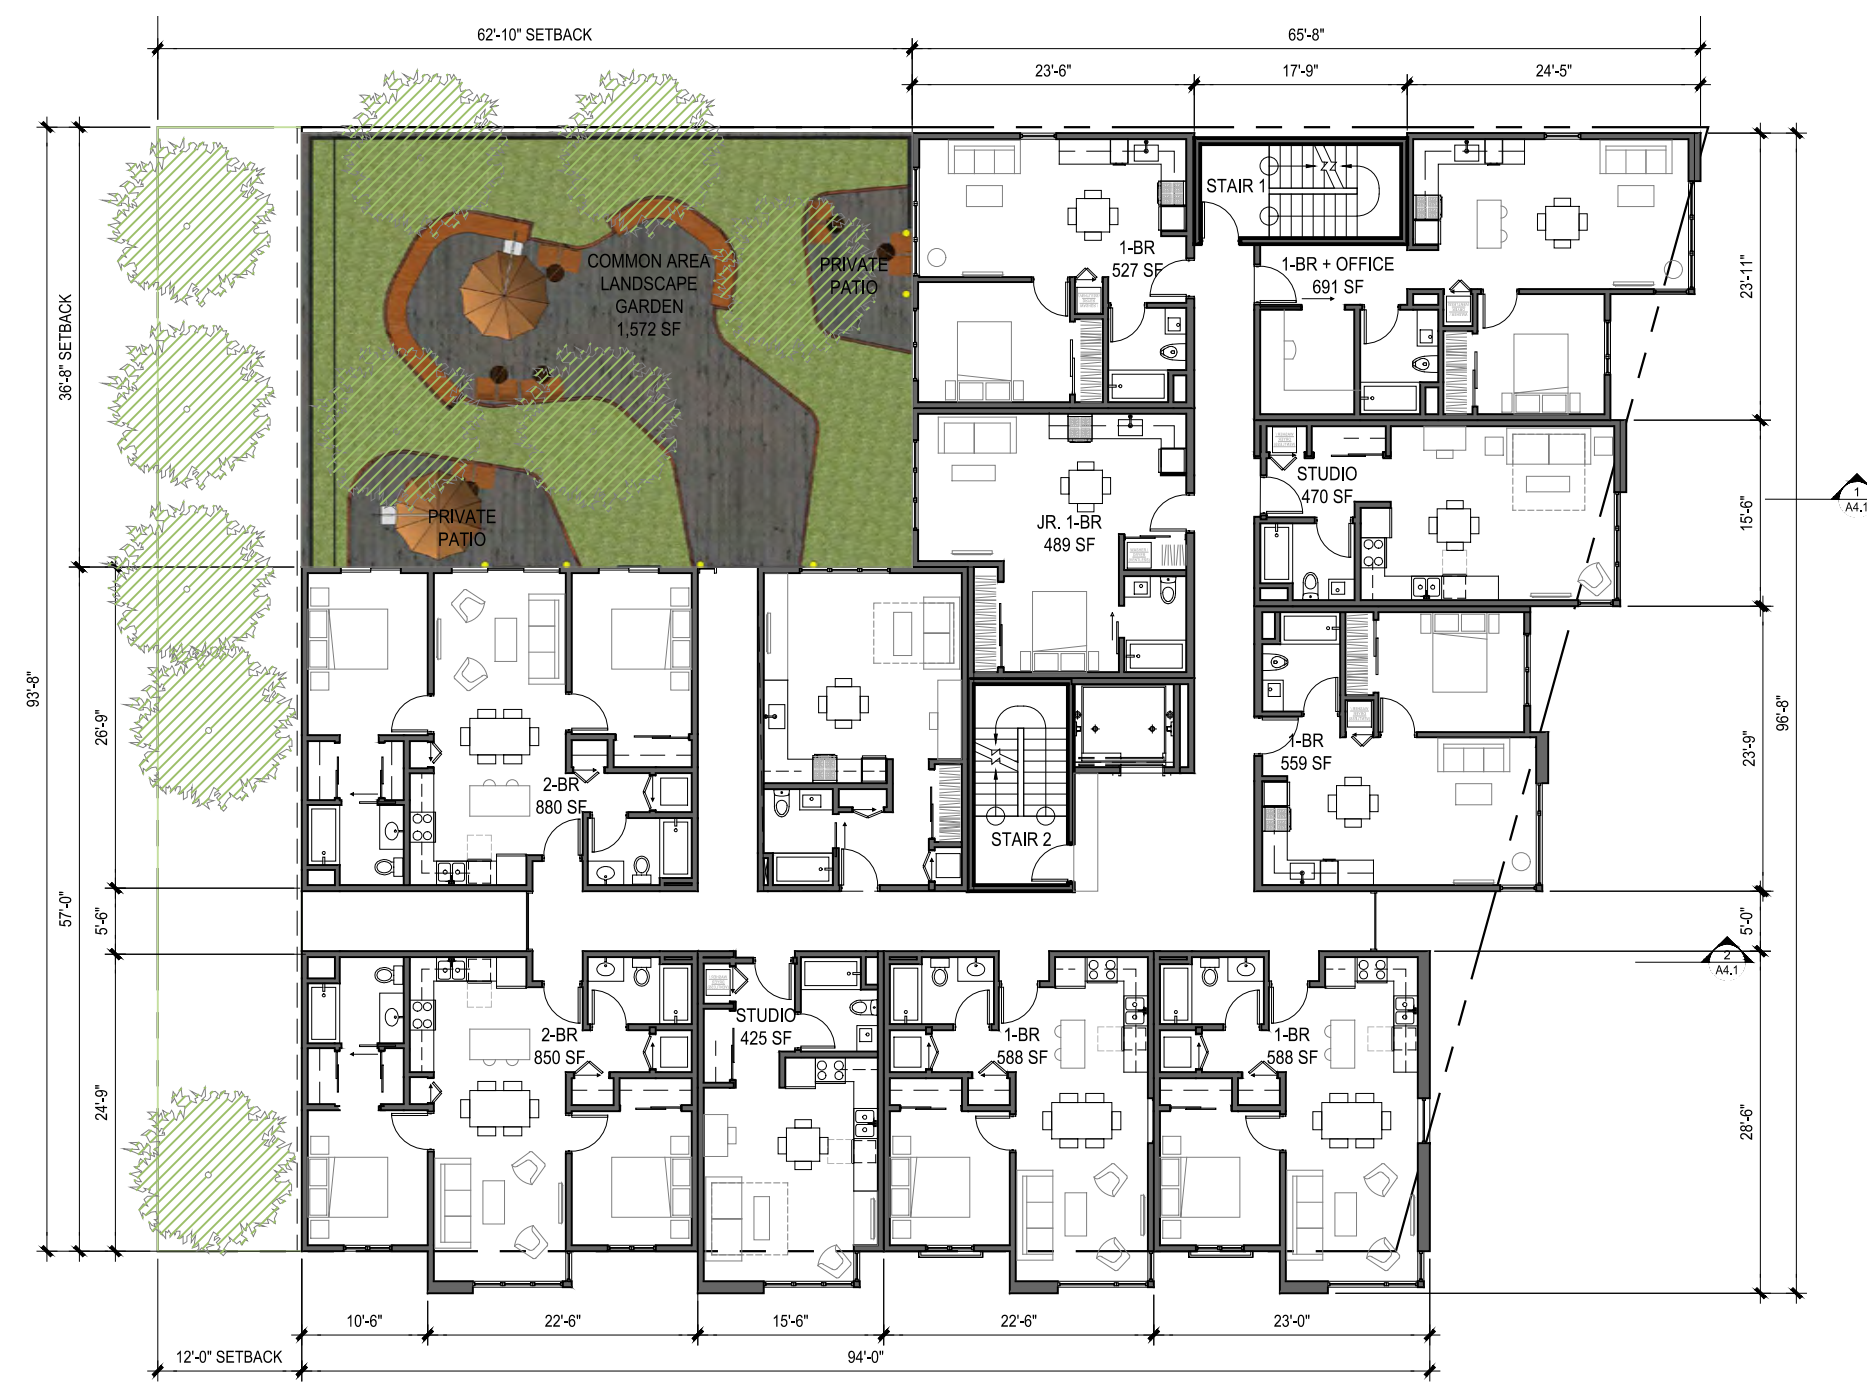 62'-10" SETBACK
65'-8"
23'-6"
17'-9"
24'-5"
STAIR 1
1-BR
527 SF
1-BR + OFFICE
691 SF
COMMON AREA
LANDSCAPE
GARDEN
1,572 SF
PRIVATE
PATIO
36'-8" SETBACK
23'-11"
STUDIO
470 SF
JR. 1-BR
489 SF
PRIVATE
PATIO
15'-6"
1
A4.1
93'-8"
26'-9"
96'-8"
23'-9"
1-BR
559 SF
2-BR
880 SF
STAIR 2
57'-0"
5'-6"
5'-0"
2
A4.1
24'-9"
2-BR
850 SF
STUDIO
425 SF
1-BR
588 SF
1-BR
588 SF
28'-6"
10'-6"
22'-6"
15'-6"
22'-6"
23'-0"
12'-0" SETBACK
94'-0"